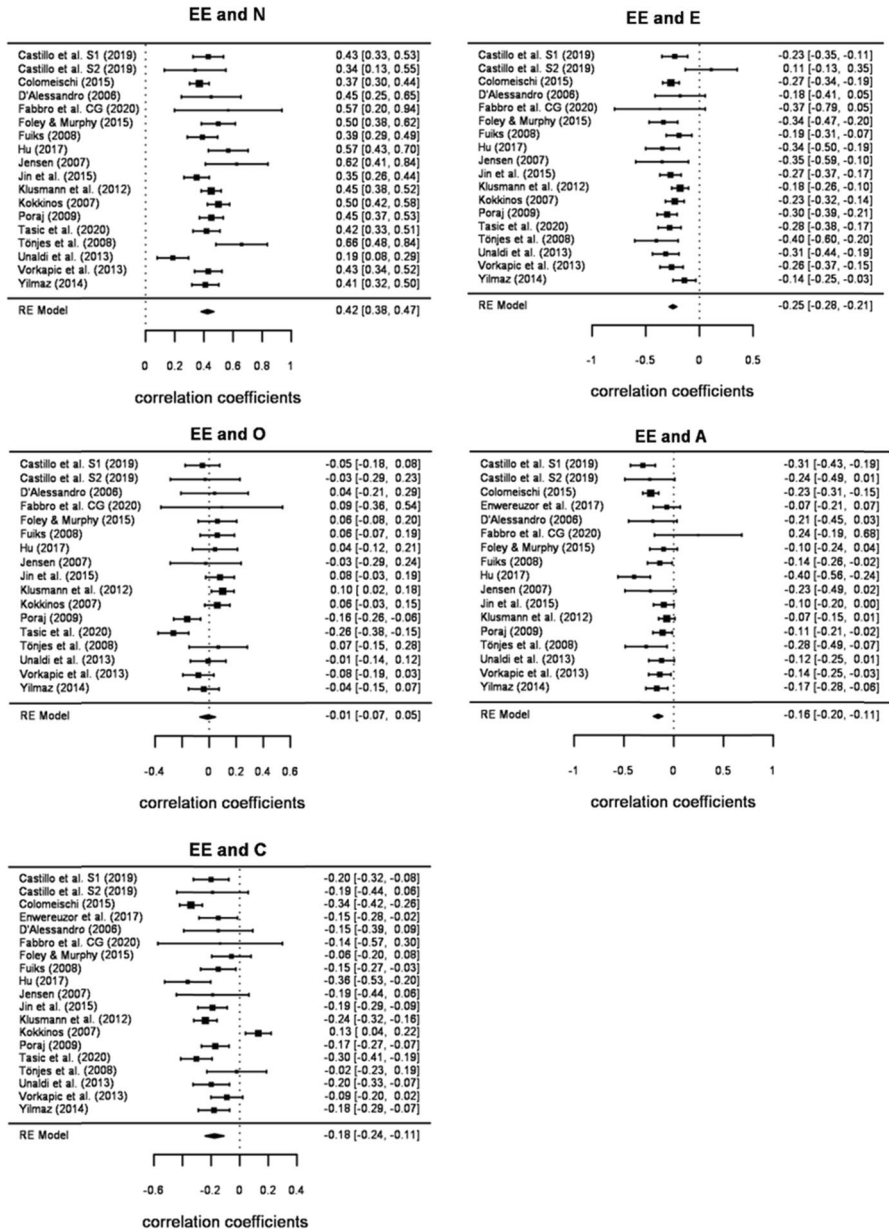 EE and N
Castillo et al. S1 (2019) 0.43 [0.33, 0.53]
Castillo et al. S2 (2019) 0.34 [0.13, 0.55]
Colomeischi (2015) 0.37 [0.30, 0.44]
D'Alessandro (2006) 0.45 [0.25, 0.65]
Fabbro et al. CG (2020) 0.57 [0.20, 0.94]
Foley & Murphy (2015) 0.50 [0.38, 0.62]
Fuiks (2008) 0.39 [0.29, 0.49]
Hu (2017) 0.57 [0.43, 0.70]
Jensen (2007) 0.62 [0.41, 0.84]
Jin et al. (2015) 0.35 [0.26, 0.44]
Klusmann et al. (2012) 0.45 [0.38, 0.52]
Kokkinos (2007) 0.50 [0.42, 0.58]
Poraj (2009) 0.45 [0.37, 0.53]
Tasic et al. (2020) 0.42 [0.33, 0.51]
Tönjes et al. (2008) 0.66 [0.48, 0.84]
Unaldi et al. (2013) 0.19 [0.08, 0.29]
Vorkapic et al. (2013) 0.43 [0.34, 0.52]
Yilmaz (2014) 0.41 [0.32, 0.50]
RE Model 0.42 [0.38, 0.47]
0 0.2 0.4 0.6 0.8 1
correlation coefficients
EE and E
Castillo et al. S1 (2019) -0.23 [-0.35, -0.11]
Castillo et al. S2 (2019) 0.11 [-0.13, 0.35]
Colomeischi (2015) -0.27 [-0.34, -0.19]
D'Alessandro (2006) -0.18 [-0.41, 0.05]
Fabbro et al. CG (2020) -0.37 [-0.79, 0.05]
Foley & Murphy (2015) -0.34 [-0.47, -0.20]
Fuiks (2008) -0.19 [-0.31, -0.07]
Hu (2017) -0.34 [-0.50, -0.19]
Jensen (2007) -0.35 [-0.59, -0.10]
Jin et al. (2015) -0.27 [-0.37, -0.17]
Klusmann et al. (2012) -0.18 [-0.26, -0.10]
Kokkinos (2007) -0.23 [-0.32, -0.14]
Poraj (2009) -0.30 [-0.39, -0.21]
Tasic et al. (2020) -0.28 [-0.38, -0.17]
Tönjes et al. (2008) -0.40 [-0.60, -0.20]
Unaldi et al. (2013) -0.31 [-0.44, -0.19]
Vorkapic et al. (2013) -0.26 [-0.37, -0.15]
Yilmaz (2014) -0.14 [-0.25, -0.03]
RE Model -0.25 [-0.28, -0.21]
-1 -0.5 0 0.5
correlation coefficients
EE and O
Castillo et al. S1 (2019) -0.05 [-0.18, 0.08]
Castillo et al. S2 (2019) -0.03 [-0.29, 0.23]
D'Alessandro (2006) 0.04 [-0.21, 0.29]
Fabbro et al. CG (2020) 0.09 [-0.36, 0.54]
Foley & Murphy (2015) 0.06 [-0.08, 0.20]
Fuiks (2008) 0.06 [-0.07, 0.19]
Hu (2017) 0.04 [-0.12, 0.21]
Jensen (2007) -0.03 [-0.29, 0.24]
Jin et al. (2015) 0.08 [-0.03, 0.19]
Klusmann et al. (2012) 0.10 [ 0.02, 0.18]
Kokkinos (2007) 0.06 [-0.03, 0.15]
Poraj (2009) -0.16 [-0.26, -0.06]
Tasic et al. (2020) -0.26 [-0.38, -0.15]
Tönjes et al. (2008) 0.07 [-0.15, 0.28]
Unaldi et al. (2013) -0.01 [-0.14, 0.12]
Vorkapic et al. (2013) -0.08 [-0.19, 0.03]
Yilmaz (2014) -0.04 [-0.15, 0.07]
RE Model -0.01 [-0.07, 0.05]
-0.4 0 0.2 0.6
correlation coefficients
EE and A
Castillo et al. S1 (2019) -0.31 [-0.43, -0.19]
Castillo et al. S2 (2019) -0.24 [-0.49, 0.01]
Colomeischi (2015) -0.23 [-0.31, -0.15]
Enwereuzor et al. (2017) -0.07 [-0.21, 0.07]
D'Alessandro (2006) -0.21 [-0.45, 0.03]
Fabbro et al. CG (2020) 0.24 [-0.19, 0.68]
Foley & Murphy (2015) -0.10 [-0.24, 0.04]
Fuiks (2008) -0.14 [-0.26, -0.02]
Hu (2017) -0.40 [-0.56, -0.24]
Jensen (2007) -0.23 [-0.49, 0.02]
Jin et al. (2015) -0.10 [-0.20, 0.00]
Klusmann et al. (2012) -0.07 [-0.15, 0.01]
Poraj (2009) -0.11 [-0.21, -0.02]
Tönjes et al. (2008) -0.28 [-0.49, -0.07]
Unaldi et al. (2013) -0.12 [-0.25, 0.01]
Vorkapic et al. (2013) -0.14 [-0.25, -0.03]
Yilmaz (2014) -0.17 [-0.28, -0.06]
RE Model -0.16 [-0.20, -0.11]
-1 -0.5 0 0.5 1
correlation coefficients
EE and C
Castillo et al. S1 (2019) -0.20 [-0.32, -0.08]
Castillo et al. S2 (2019) -0.19 [-0.44, 0.06]
Colomeischi (2015) -0.34 [-0.42, -0.26]
Enwereuzor et al. (2017) -0.15 [-0.28, -0.02]
D'Alessandro (2006) -0.15 [-0.39, 0.09]
Fabbro et al. CG (2020) -0.14 [-0.57, 0.30]
Foley & Murphy (2015) -0.06 [-0.20, 0.08]
Fuiks (2008) -0.15 [-0.27, -0.03]
Hu (2017) -0.36 [-0.53, -0.20]
Jensen (2007) -0.19 [-0.44, 0.06]
Jin et al. (2015) -0.19 [-0.29, -0.09]
Klusmann et al. (2012) -0.24 [-0.32, -0.16]
Kokkinos (2007) 0.13 [ 0.04, 0.22]
Poraj (2009) -0.17 [-0.27, -0.07]
Tasic et al. (2020) -0.30 [-0.41, -0.19]
Tönjes et al. (2008) -0.02 [-0.23, 0.19]
Unaldi et al. (2013) -0.20 [-0.33, -0.07]
Vorkapic et al. (2013) -0.09 [-0.20, 0.02]
Yilmaz (2014) -0.18 [-0.29, -0.07]
RE Model -0.18 [-0.24, -0.11]
-0.6 -0.2 0 0.4
correlation coefficients